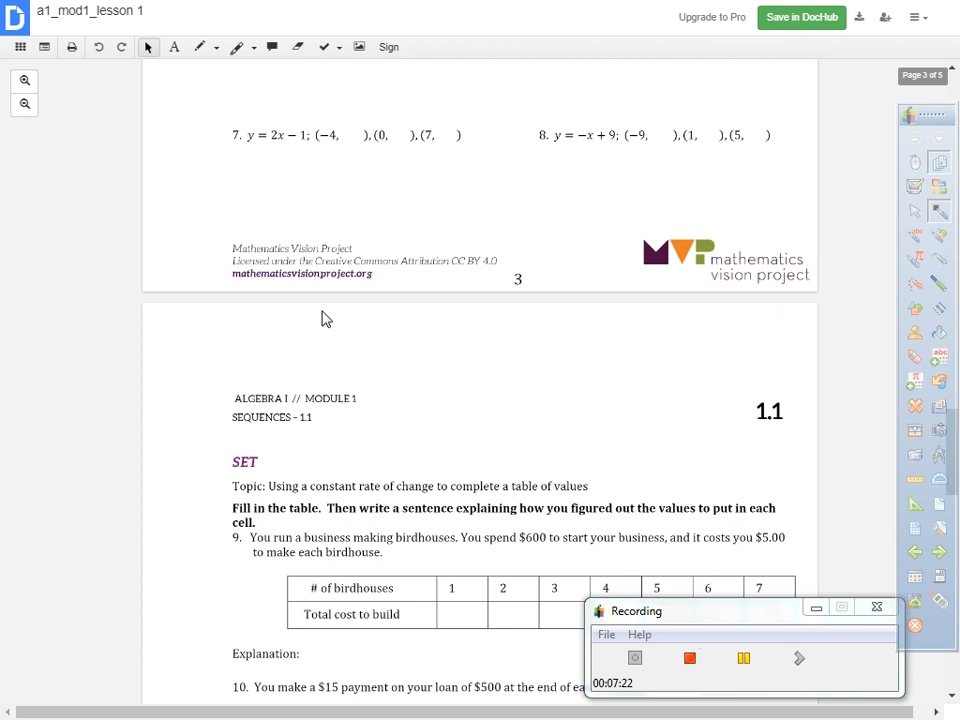 a1_mod1_lesson 1
Upgrade to Pro
Save in DocHub
A
Sign
Page 3 of 5
7. y = 2x − 1; (−4,      ), (0,      ), (7,      )
8. y = −x + 9; (−9,      ), (1,      ), (5,      )
Mathematics Vision Project
Licensed under the Creative Commons Attribution CC BY 4.0
mathematicsvisionproject.org
3
MVP mathematics
vision project
ALGEBRA I // MODULE 1
SEQUENCES – 1.1
1.1
SET
Topic: Using a constant rate of change to complete a table of values
Fill in the table. Then write a sentence explaining how you figured out the values to put in each
cell.
9. You run a business making birdhouses. You spend $600 to start your business, and it costs you $5.00
to make each birdhouse.
# of birdhouses 1 2 3 4 5 6 7
Total cost to build
Explanation:
10. You make a $15 payment on your loan of $500 at the end of ea
Recording
File Help
00:07:22